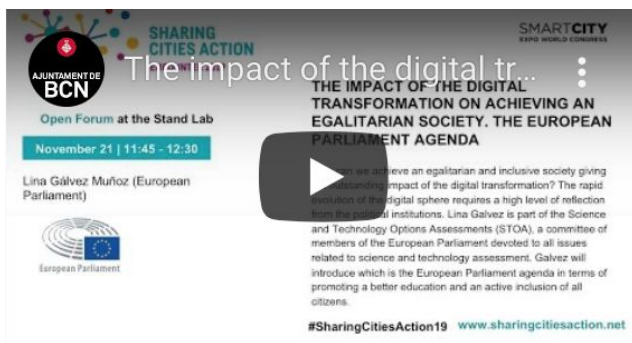 SHARING
CITIES ACTION
AJUNTAMENT DE
BCN
The impact of the digital tr...
Open Forum at the Stand Lab
November 21 | 11:45 - 12:30
Lina Gálvez Muñoz (European
Parliament)
European Parliament
SMARTCITY
EXPO WORLD CONGRESS
THE IMPACT OF THE DIGITAL
TRANSFORMATION ON ACHIEVING AN
EGALITARIAN SOCIETY. THE EUROPEAN
PARLIAMENT AGENDA
we achieve an egalitarian and inclusive society giving
impact of the digital transformation? The rapid
digital sphere requires a high level of reflection
political institutions. Lina Galvez is part of the Science
and Technology Options Assessments (STOA), a committee of
members of the European Parliament devoted to all issues
related to science and technology assessment. Galvez will
introduce which is the European Parliament agenda in terms of
promoting a better education and an active inclusion of all
citizens.
#SharingCitiesAction19 www.sharingcitiesaction.net